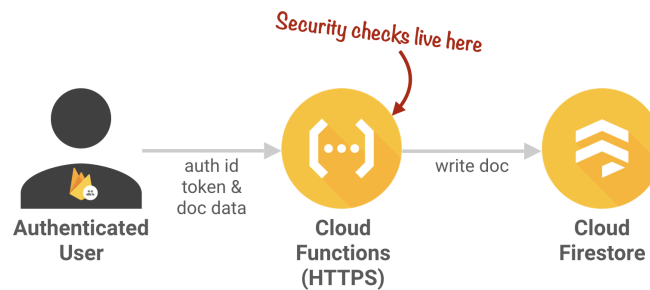 Security checks live here
auth id
token &
doc data
write doc
Authenticated
User
Cloud
Functions
(HTTPS)
Cloud
Firestore